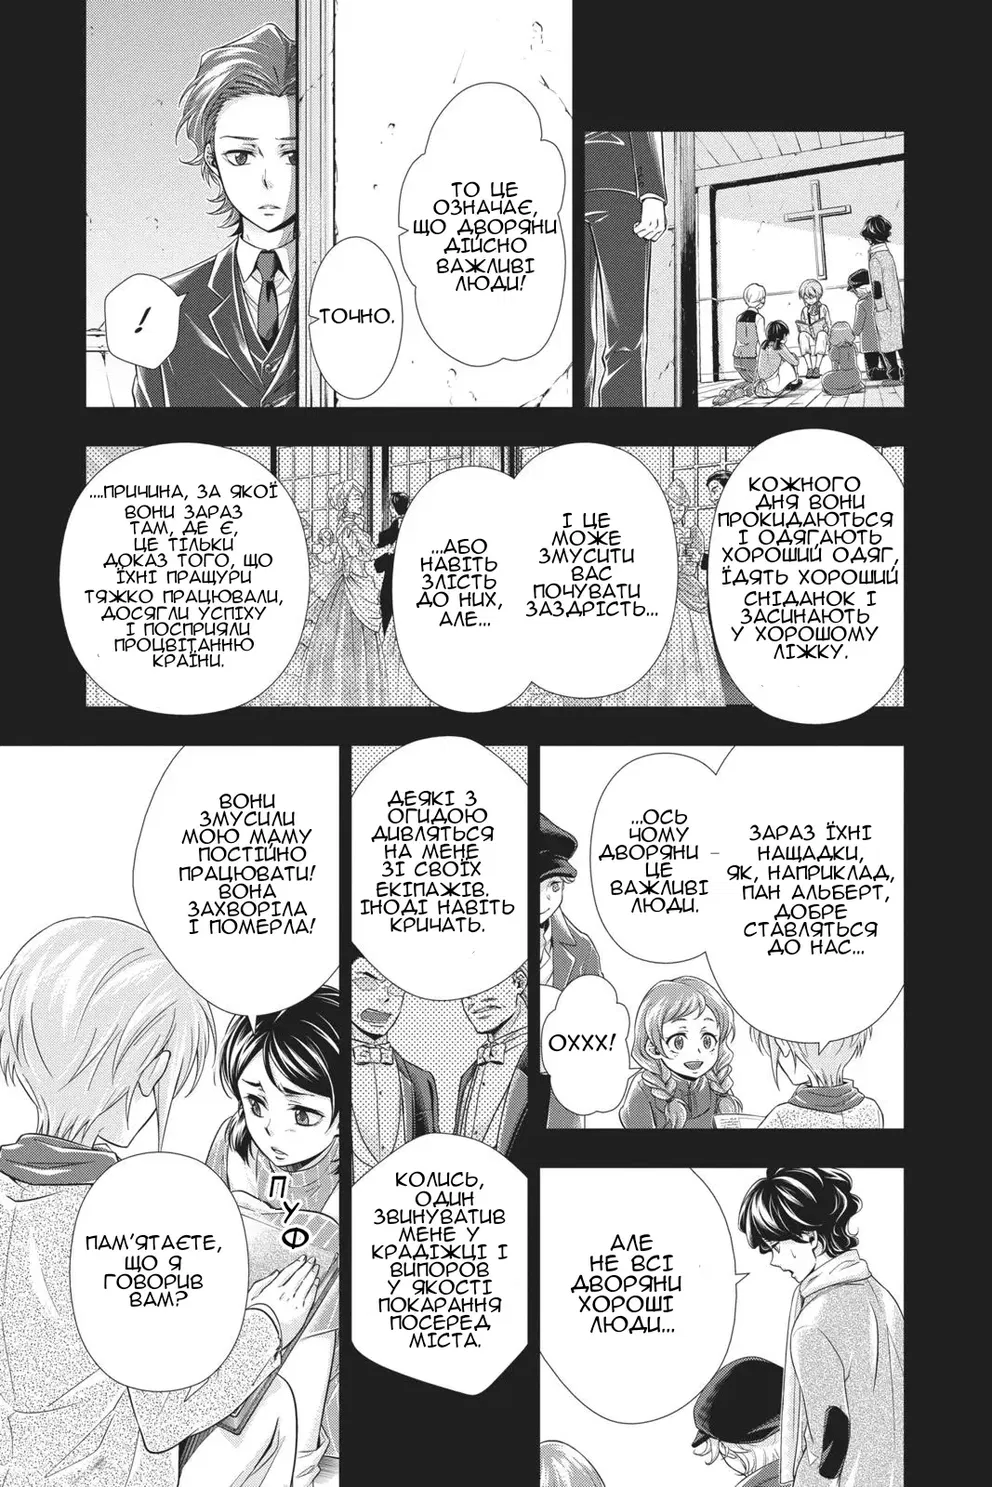 ТО ЦЕ
ОЗНАЧАЄ,
ЩО ДВОРЯНИ
ДІЙСНО
ВАЖЛИВІ
ЛЮДИ!
ТОЧНО.
!
КОЖНОГО
ДНЯ ВОНИ
ПРОКИДАЮТЬСЯ
І ОДЯГАЮТЬ
ХОРОШИЙ ОДЯГ,
ЇДЯТЬ ХОРОШИЙ
СНІДАНОК І
ЗАСИНАЮТЬ
У ХОРОШОМУ
ЛІЖКУ.
І ЦЕ
МОЖЕ
ЗМУСИТИ
ВАС
ПОЧУВАТИ
ЗАЗДРІСТЬ...
...АБО
НАВІТЬ
ЗЛІСТЬ
ДО НИХ,
АЛЕ...
....ПРИЧИНА, ЗА ЯКОЇ
ВОНИ ЗАРАЗ
ТАМ, ДЕ Є,
ЦЕ ТІЛЬКИ
ДОКАЗ ТОГО, ЩО
ЇХНІ ПРАЩУРИ
ТЯЖКО ПРАЦЮВАЛИ,
ДОСЯГЛИ УСПІХУ
І ПОСПРИЯЛИ
ПРОЦВІТАННЮ
КРАЇНИ.
ЗАРАЗ ЇХНІ
НАЩАДКИ,
ЯК, НАПРИКЛАД,
ПАН АЛЬБЕРТ,
ДОБРЕ
СТАВЛЯТЬСЯ
ДО НАС...
...ОСЬ
ЧОМУ
ДВОРЯНИ –
ЦЕ
ВАЖЛИВІ
ЛЮДИ.
ОХХХ!
АЛЕ
НЕ ВСІ
ДВОРЯНИ
ХОРОШІ
ЛЮДИ...
ДЕЯКІ З
ОГИДОЮ
ДИВЛЯТЬСЯ
НА МЕНЕ
ЗІ СВОЇХ
ЕКІПАЖІВ.
ІНОДІ НАВІТЬ
КРИЧАТЬ.
КОЛИСЬ,
ОДИН
ЗВИНУВАТИВ
МЕНЕ У
КРАДІЖЦІ І
ВИПОРОВ
У ЯКОСТІ
ПОКАРАННЯ
ПОСЕРЕД
МІСТА.
ВОНИ
ЗМУСИЛИ
МОЮ МАМУ
ПОСТІЙНО
ПРАЦЮВАТИ!
ВОНА
ЗАХВОРІЛА
І ПОМЕРЛА!
ПУФ
ПАМ'ЯТАЄТЕ,
ЩО Я
ГОВОРИВ
ВАМ?